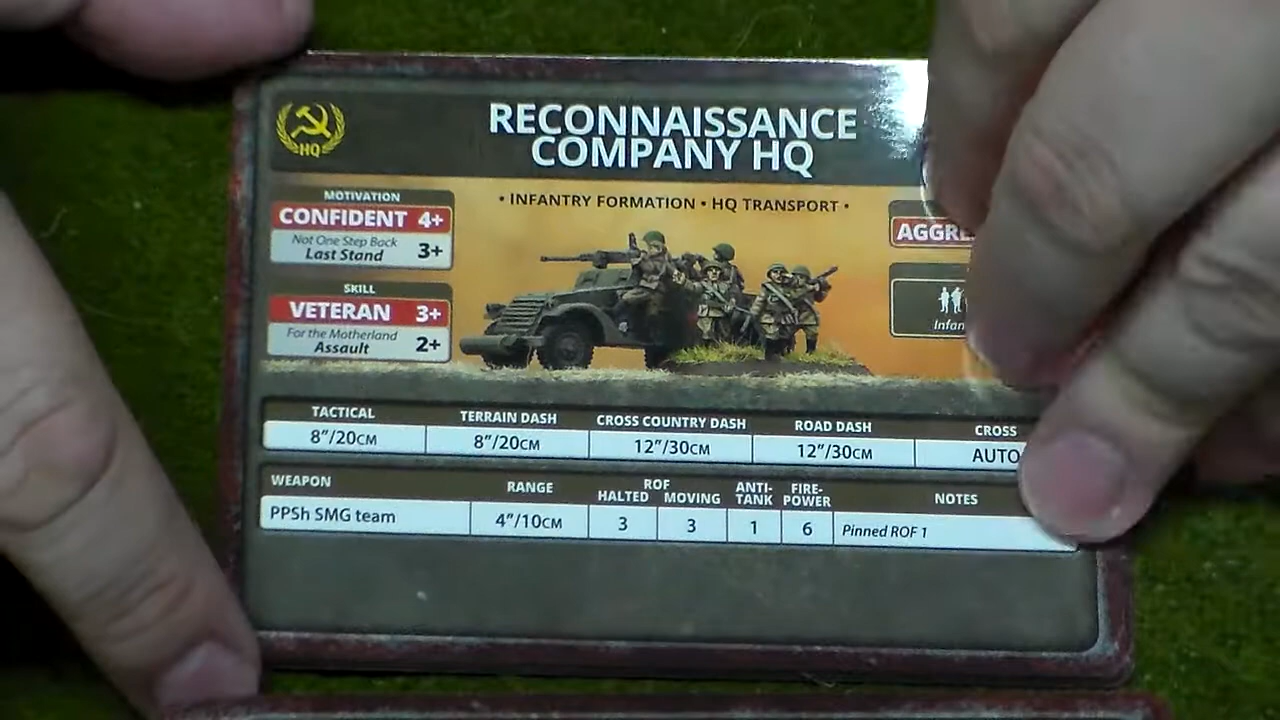 HQ
RECONNAISSANCE
COMPANY HQ
• INFANTRY FORMATION • HQ TRANSPORT •
MOTIVATION
CONFIDENT 4+
Not One Step Back
Last Stand 3+
SKILL
VETERAN 3+
For the Motherland
Assault 2+
TACTICAL TERRAIN DASH CROSS COUNTRY DASH ROAD DASH CROSS
8"/20CM 8"/20CM 12"/30CM 12"/30CM AUTO
WEAPON RANGE ROF HALTED MOVING ANTI-TANK FIRE-POWER NOTES
PPSh SMG team 4"/10CM 3 3 1 6 Pinned ROF 1